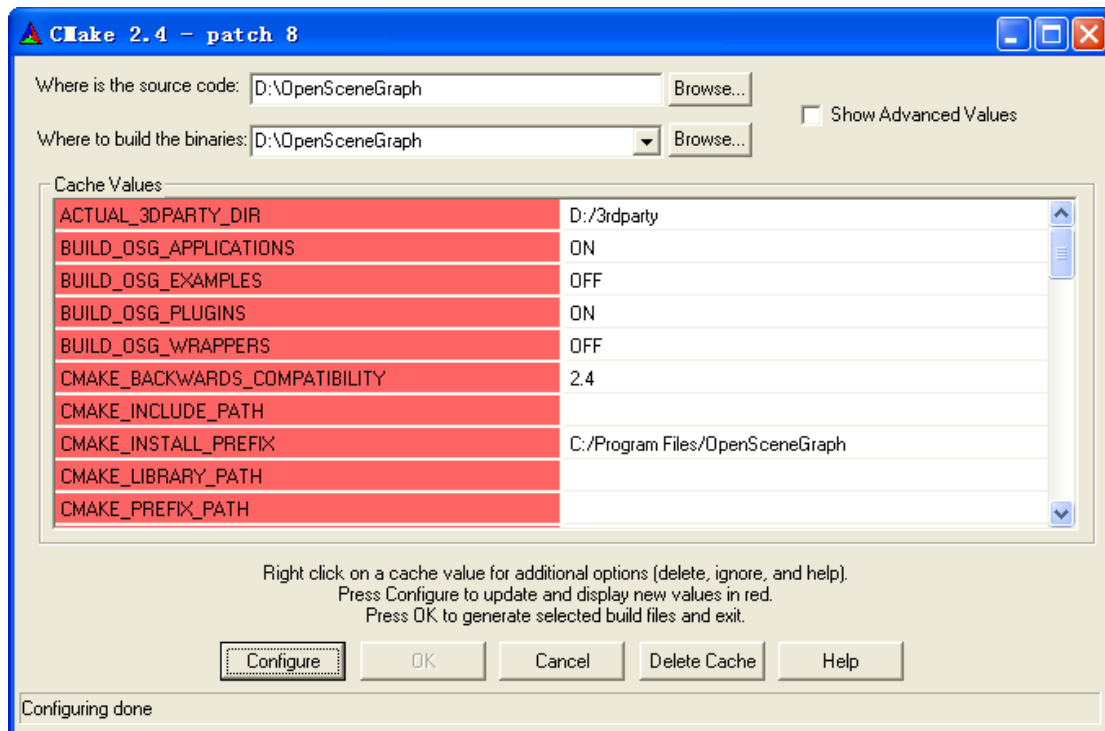 CMake 2.4 - patch 8
Where is the source code: D:\OpenSceneGraph Browse...
Show Advanced Values
Where to build the binaries: D:\OpenSceneGraph Browse...
Cache Values
ACTUAL_3DPARTY_DIR D:/3rdparty
BUILD_OSG_APPLICATIONS ON
BUILD_OSG_EXAMPLES OFF
BUILD_OSG_PLUGINS ON
BUILD_OSG_WRAPPERS OFF
CMAKE_BACKWARDS_COMPATIBILITY 2.4
CMAKE_INCLUDE_PATH
CMAKE_INSTALL_PREFIX C:/Program Files/OpenSceneGraph
CMAKE_LIBRARY_PATH
CMAKE_PREFIX_PATH
Right click on a cache value for additional options (delete, ignore, and help).
Press Configure to update and display new values in red.
Press OK to generate selected build files and exit.
Configure OK Cancel Delete Cache Help
Configuring done